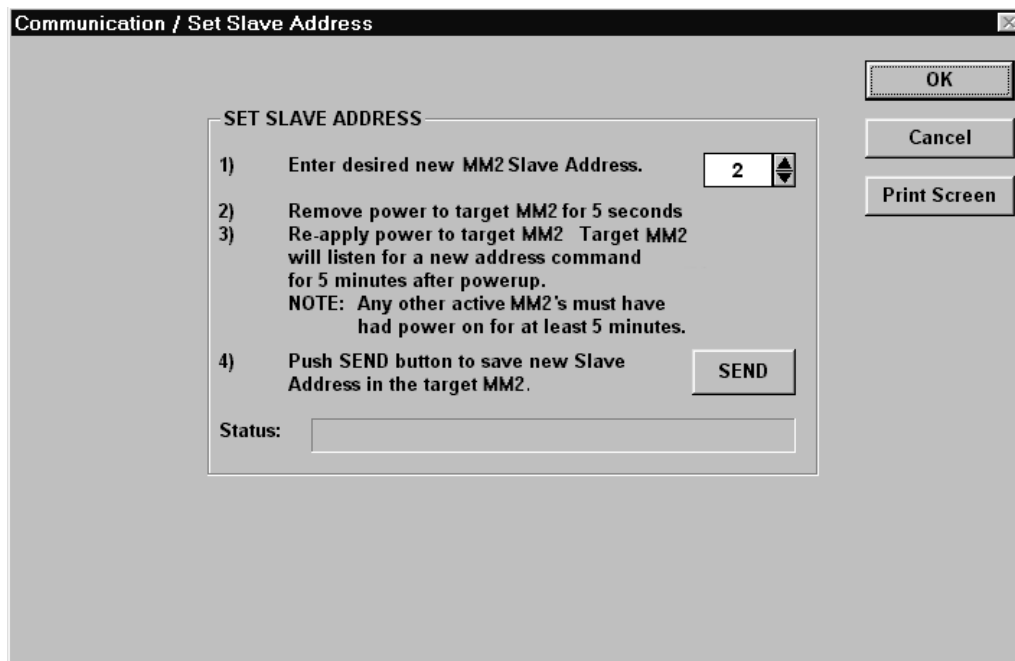 Communication / Set Slave Address
OK
SET SLAVE ADDRESS
Cancel
1) Enter desired new MM2 Slave Address. 2
Print Screen
2) Remove power to target MM2 for 5 seconds
3) Re-apply power to target MM2 Target MM2
will listen for a new address command
for 5 minutes after powerup.
NOTE: Any other active MM2's must have
had power on for at least 5 minutes.
4) Push SEND button to save new Slave
Address in the target MM2.
SEND
Status: